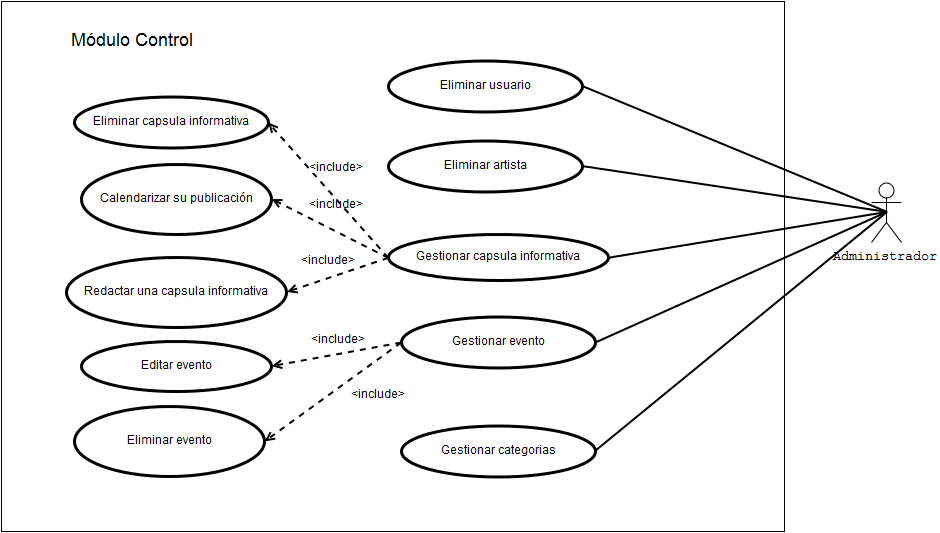 Módulo Control
Eliminar usuario
Eliminar capsula informativa
Eliminar artista
<include>
Calendarizar su publicación
<include>
Gestionar capsula informativa
Administrador
<include>
Redactar una capsula informativa
<include>
Gestionar evento
Editar evento
<include>
Eliminar evento
Gestionar categorias